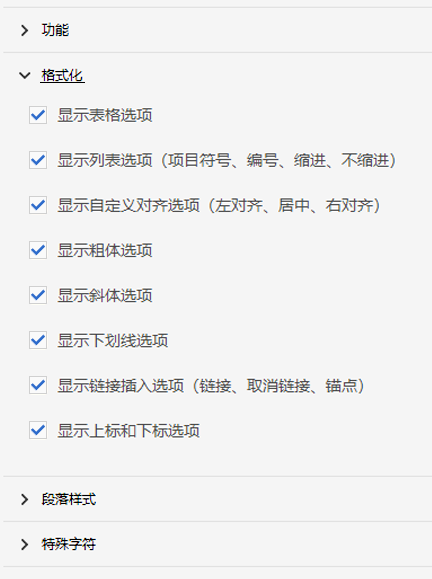 功能
格式化
显示表格选项
显示列表选项（项目符号、编号、缩进、不缩进）
显示自定义对齐选项（左对齐、居中、右对齐）
显示粗体选项
显示斜体选项
显示下划线选项
显示链接插入选项（链接、取消链接、锚点）
显示上标和下标选项
段落样式
特殊字符